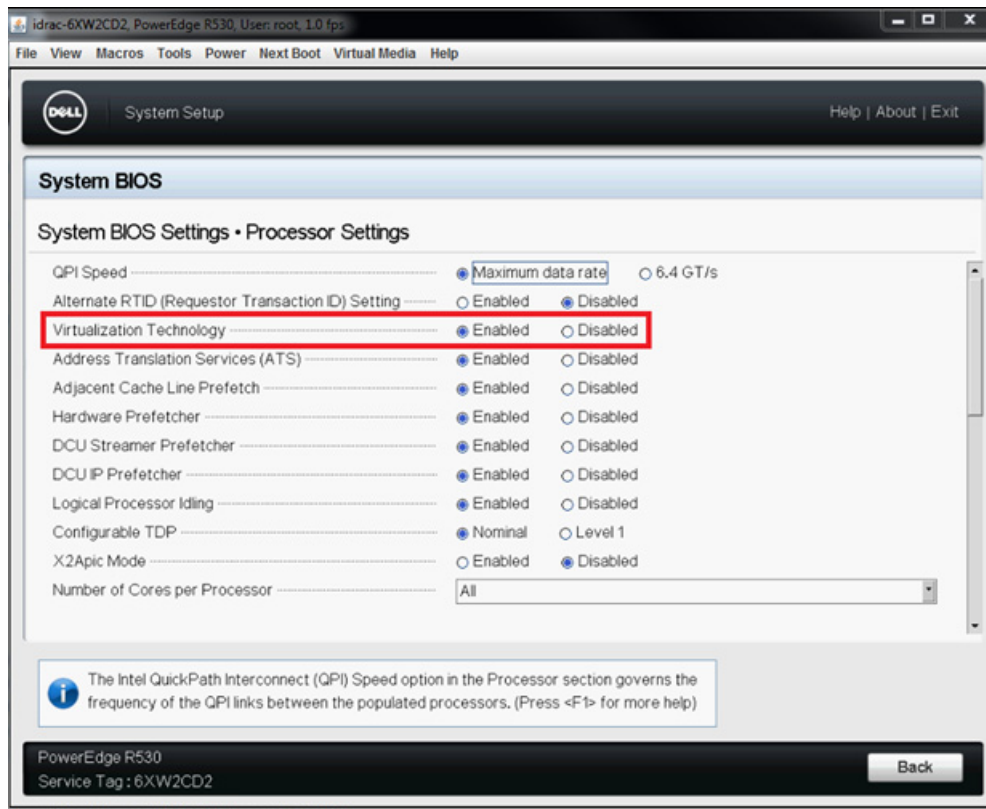 idrac-6XW2CD2, PowerEdge R530, User: root, 1.0 fps
File View Macros Tools Power Next Boot Virtual Media Help
DELL System Setup Help | About | Exit
System BIOS
System BIOS Settings • Processor Settings
QPI Speed Maximum data rate 6.4 GT/s
Alternate RTID (Requestor Transaction ID) Setting Enabled Disabled
Virtualization Technology Enabled Disabled
Address Translation Services (ATS) Enabled Disabled
Adjacent Cache Line Prefetch Enabled Disabled
Hardware Prefetcher Enabled Disabled
DCU Streamer Prefetcher Enabled Disabled
DCU IP Prefetcher Enabled Disabled
Logical Processor Idling Enabled Disabled
Configurable TDP Nominal Level 1
X2Apic Mode Enabled Disabled
Number of Cores per Processor All
The Intel QuickPath Interconnect (QPI) Speed option in the Processor section governs the
frequency of the QPI links between the populated processors. (Press <F1> for more help)
PowerEdge R530
Service Tag : 6XW2CD2
Back